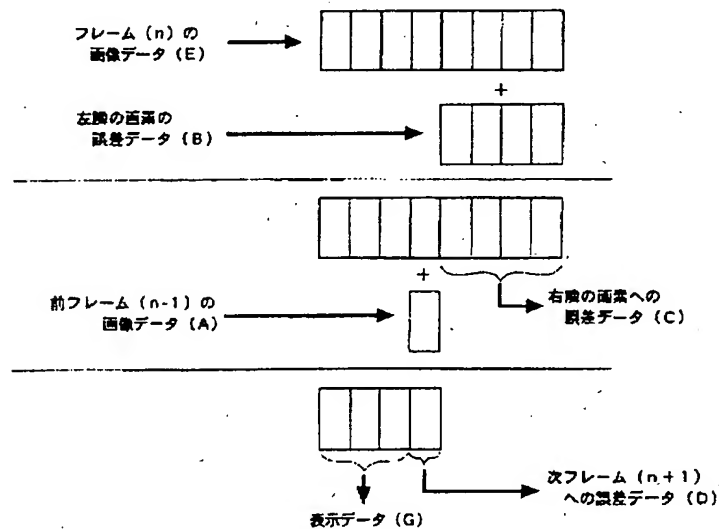 フレーム(n)の
画像データ(E)
+
左隣の画素の
誤差データ(B)
+
前フレーム(n-1)の
画像データ(A)
右隣の画素への
誤差データ(C)
次フレーム(n+1)
への誤差データ(D)
表示データ(G)